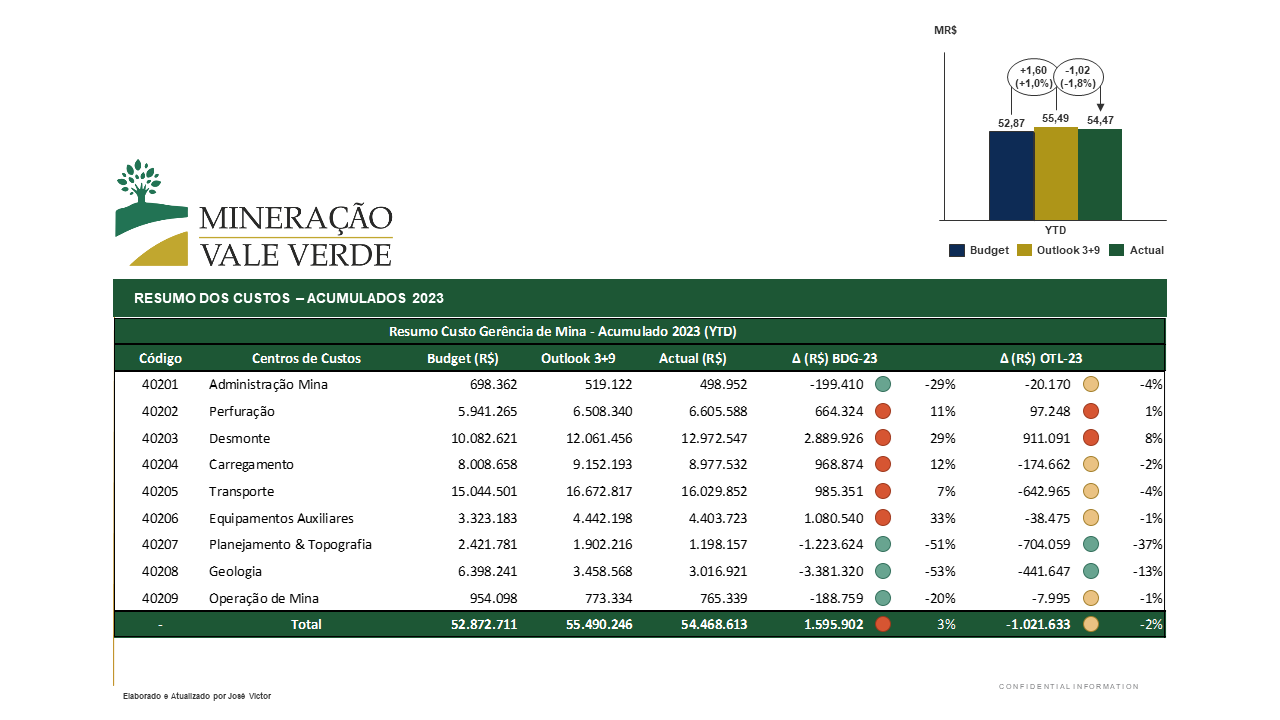 MR$
+1,60 -1,02
(+1,0%) (-1,8%)
52,87 55,49 54,47
YTD
Budget Outlook 3+9 Actual
MINERAÇÃO
VALE VERDE
RESUMO DOS CUSTOS – ACUMULADOS 2023
Resumo Custo Gerência de Mina - Acumulado 2023 (YTD)
Código Centros de Custos Budget (R$) Outlook 3+9 Actual (R$) Δ (R$) BDG-23 Δ (R$) OTL-23
40201 Administração Mina 698.362 519.122 498.952 -199.410 -29% -20.170 -4%
40202 Perfuração 5.941.265 6.508.340 6.605.588 664.324 11% 97.248 1%
40203 Desmonte 10.082.621 12.061.456 12.972.547 2.889.926 29% 911.091 8%
40204 Carregamento 8.008.658 9.152.193 8.977.532 968.874 12% -174.662 -2%
40205 Transporte 15.044.501 16.672.817 16.029.852 985.351 7% -642.965 -4%
40206 Equipamentos Auxiliares 3.323.183 4.442.198 4.403.723 1.080.540 33% -38.475 -1%
40207 Planejamento & Topografia 2.421.781 1.902.216 1.198.157 -1.223.624 -51% -704.059 -37%
40208 Geologia 6.398.241 3.458.568 3.016.921 -3.381.320 -53% -441.647 -13%
40209 Operação de Mina 954.098 773.334 765.339 -188.759 -20% -7.995 -1%
- Total 52.872.711 55.490.246 54.468.613 1.595.902 3% -1.021.633 -2%
CONFIDENTIAL INFORMATION
Elaborado e Atualizado por José Victor